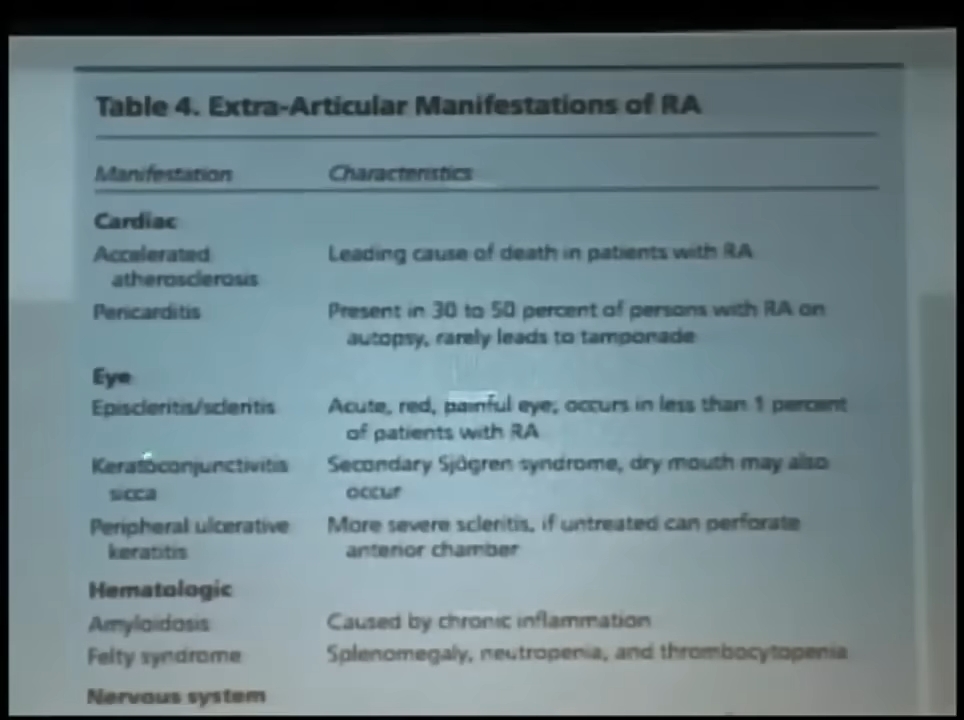 Table 4. Extra-Articular Manifestations of RA
Manifestation Characteristics
Cardiac
Accelerated Leading cause of death in patients with RA
atherosclerosis
Pericarditis Present in 30 to 50 percent of persons with RA on
autopsy, rarely leads to tamponade
Eye
Episcleritis/scleritis Acute, red, painful eye; occurs in less than 1 percent
of patients with RA
Keratoconjunctivitis Secondary Sjögren syndrome, dry mouth may also
sicca occur
Peripheral ulcerative More severe scleritis, if untreated can perforate
keratitis anterior chamber
Hematologic
Amyloidosis Caused by chronic inflammation
Felty syndrome Splenomegaly, neutropenia, and thrombocytopenia
Nervous system